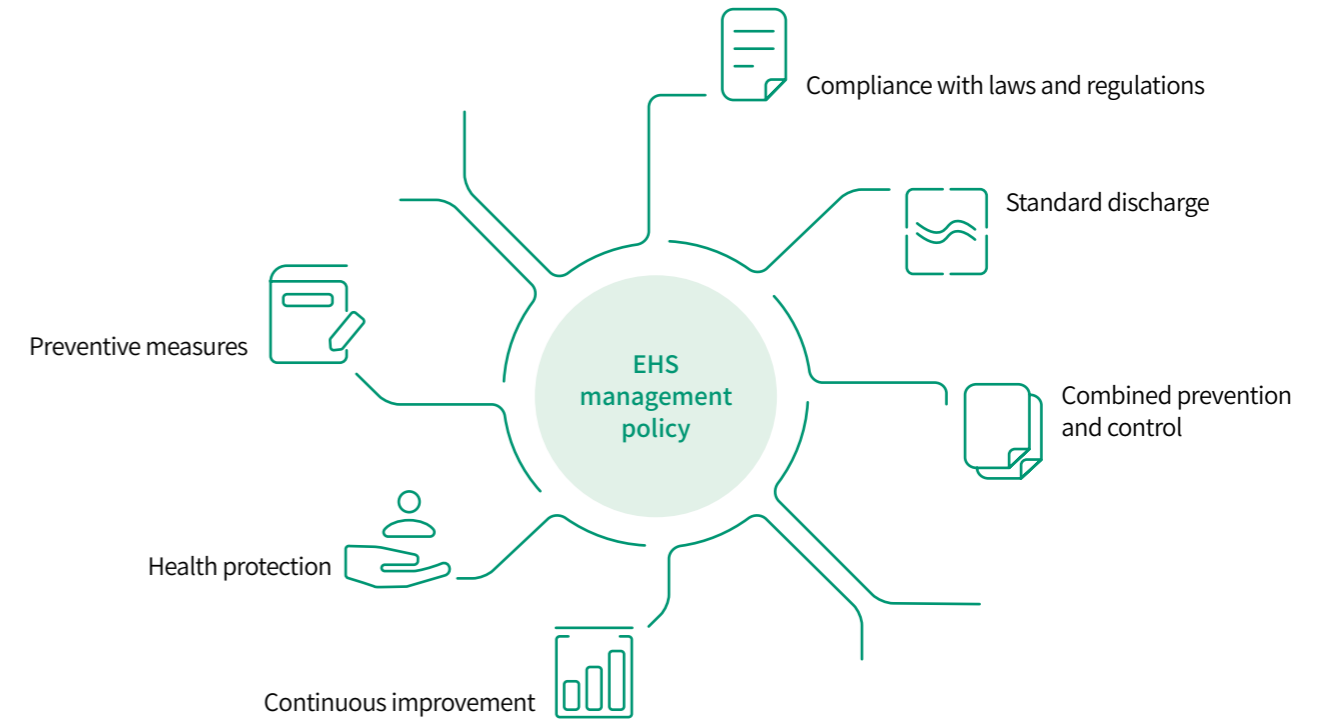 Compliance with laws and regulations
Standard discharge
Preventive measures
EHS
management
policy
Combined prevention
and control
Health protection
Continuous improvement